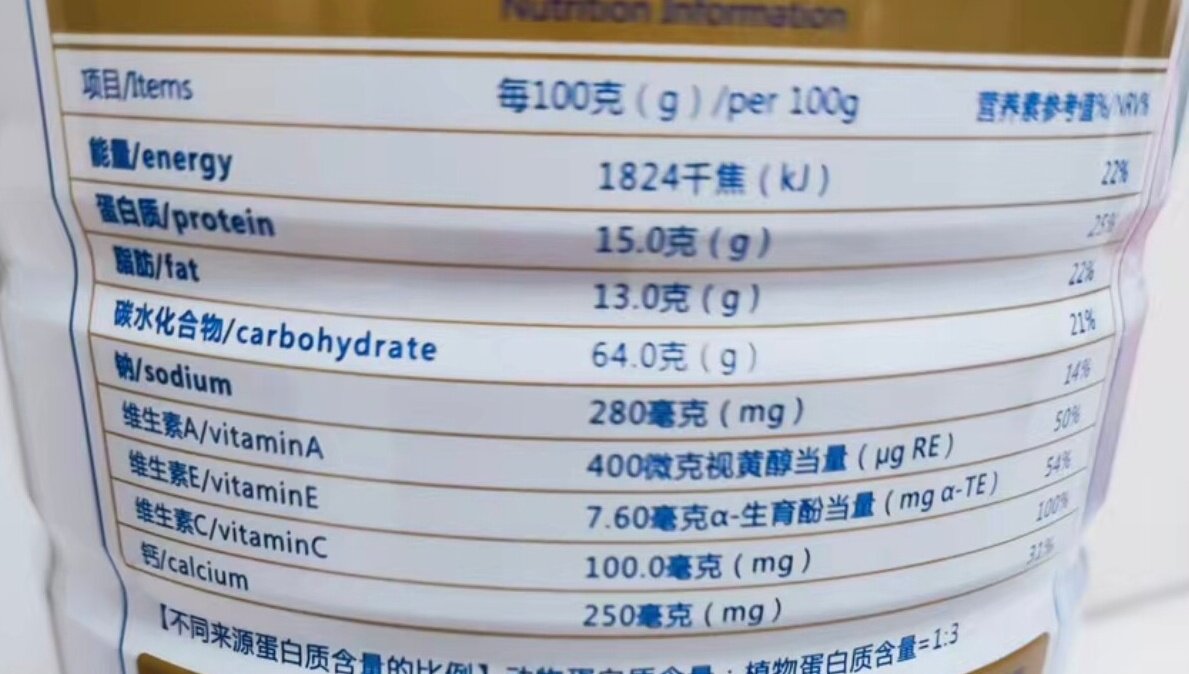 Nutrition Information
项目/Items 每100克（g）/per 100g 营养素参考值%/NRV%
能量/energy 1824千焦（kJ） 22%
蛋白质/protein 15.0克（g） 25%
脂肪/fat 13.0克（g） 22%
碳水化合物/carbohydrate 64.0克（g） 21%
钠/sodium 280毫克（mg） 14%
维生素A/vitaminA 400微克视黄醇当量（μg RE） 50%
维生素E/vitaminE 7.60毫克α-生育酚当量（mg α-TE） 54%
维生素C/vitaminC 100.0毫克（mg） 100%
钙/calcium 250毫克（mg） 31%
【不同来源蛋白质含量的比例】动物蛋白质含量：植物蛋白质含量=1:3